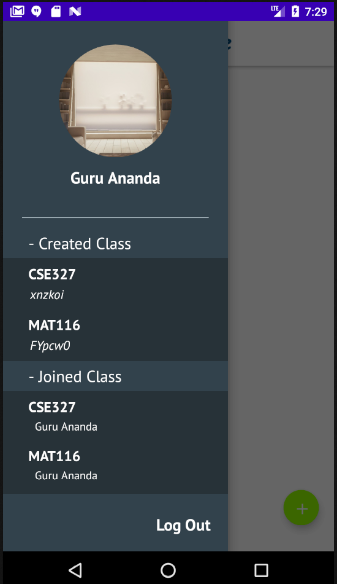 LTE 7:29
Guru Ananda
- Created Class
CSE327
xnzkoi
MAT116
FYpcw0
- Joined Class
CSE327
Guru Ananda
MAT116
Guru Ananda
+
Log Out